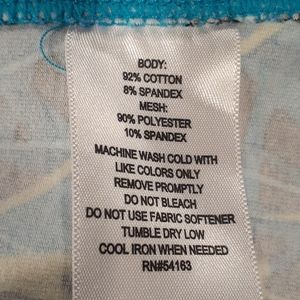 BODY:
92% COTTON
8% SPANDEX
MESH:
90% POLYESTER
10% SPANDEX
MACHINE WASH COLD WITH
LIKE COLORS ONLY
REMOVE PROMPTLY
DO NOT BLEACH
DO NOT USE FABRIC SOFTENER
TUMBLE DRY LOW
COOL IRON WHEN NEEDED
RN#54163